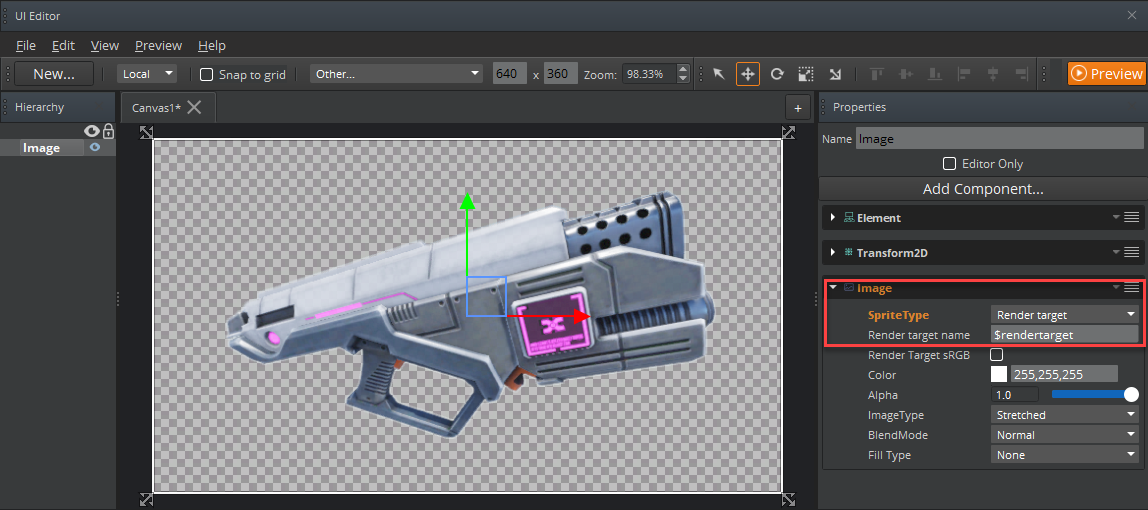 UI Editor
File Edit View Preview Help
New... Local Snap to grid Other... 640 x 360 Zoom: 98.33% Preview
Hierarchy
Canvas1*
+
Properties
Image
Name Image
Editor Only
Add Component...
Element
Transform2D
Image
SpriteType Render target
Render target name $rendertarget
Render Target sRGB
Color 255,255,255
Alpha 1.0
ImageType Stretched
BlendMode Normal
Fill Type None